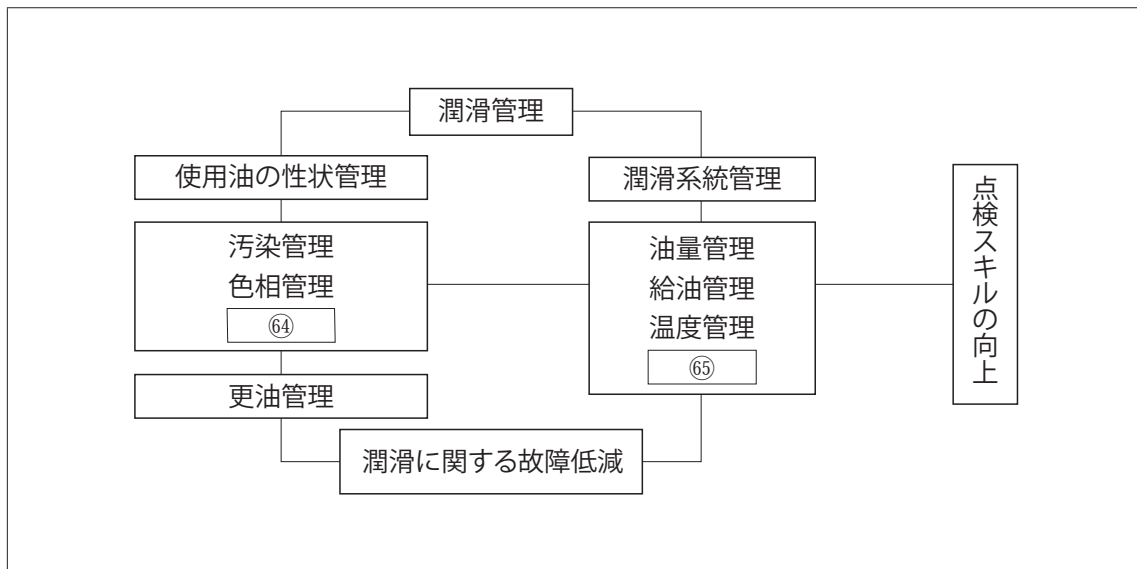 潤滑管理
使用油の性状管理
潤滑系統管理
汚染管理
色相管理
㉔
油量管理
給油管理
温度管理
㉕
更油管理
潤滑に関する故障低減
点検スキルの向上